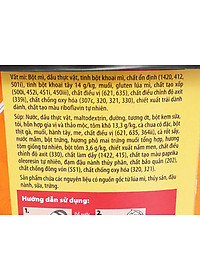 Vắt mì: Bột mì, dầu thực vật, tinh bột khoai mì, chất ổn định (1420, 412,
501i), tinh bột khoai tây 14 g/kg, muối, gluten lúa mì, chất tạo xốp
(500i, 451i, 450i, 450iii), chất điều vị (621, 635), chất điều chỉnh độ axit
(339), chất chống oxy hóa (307c, 320, 321, 330), chiết xuất trái dành
dành, chất tạo màu riboflavin tự nhiên.
Súp: Nước, dầu thực vật, maltodextrin, đường, tương ớt, bột kem sữa,
tỏi, hỗn hợp gia vị và thảo mộc, tôm khô 13,3 g/kg, cà chua cô đặc, bột
thịt gà, muối, hành tây, me, chất điều vị (621, 635, 364ii), cà rốt sấy,
nước mắm, bột trứng, hương phô mai trứng muối tổng hợp, hương
tôm giống tự nhiên, bột tôm 3,6 g/kg, chiết xuất nấm men, chất điều
chỉnh độ axit (330), chất làm dày (1422, 415), chất tạo màu paprika
oleoresin tự nhiên, hành lá, đạm thủy phân, chất bảo quản (202),
chất chống đông vón (551), chất chống oxy hóa (320, 321).
Sản phẩm chứa các nguyên liệu có nguồn gốc từ lúa mì, thủy sản, đậu
nành, sữa, trứng.
Hướng dẫn sử dụng:
1